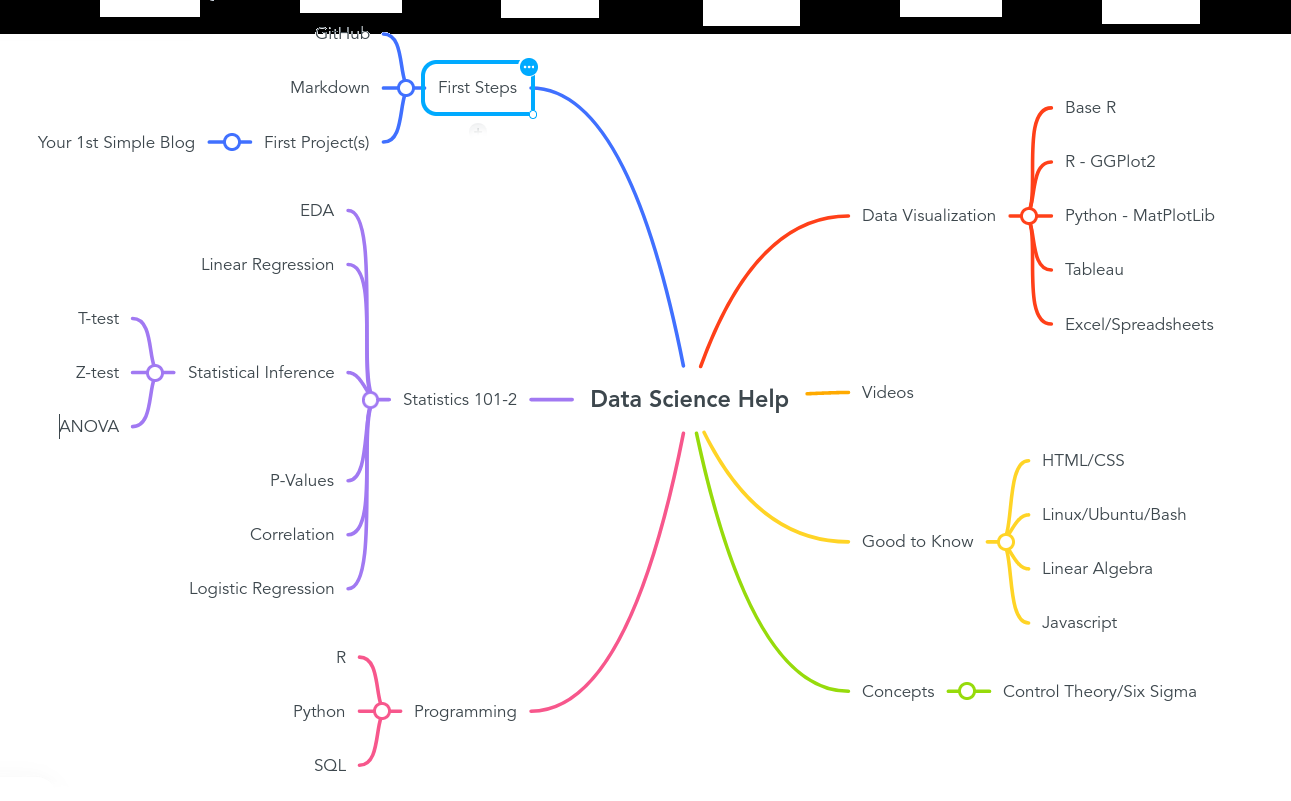 GitHub
Markdown
First Steps
Your 1st Simple Blog
First Project(s)
EDA
Linear Regression
T-test
Z-test
Statistical Inference
ANOVA
Statistics 101-2
P-Values
Correlation
Logistic Regression
R
Python
Programming
SQL
Data Science Help
Base R
R - GGPlot2
Data Visualization
Python - MatPlotLib
Tableau
Excel/Spreadsheets
Videos
HTML/CSS
Linux/Ubuntu/Bash
Good to Know
Linear Algebra
Javascript
Concepts
Control Theory/Six Sigma